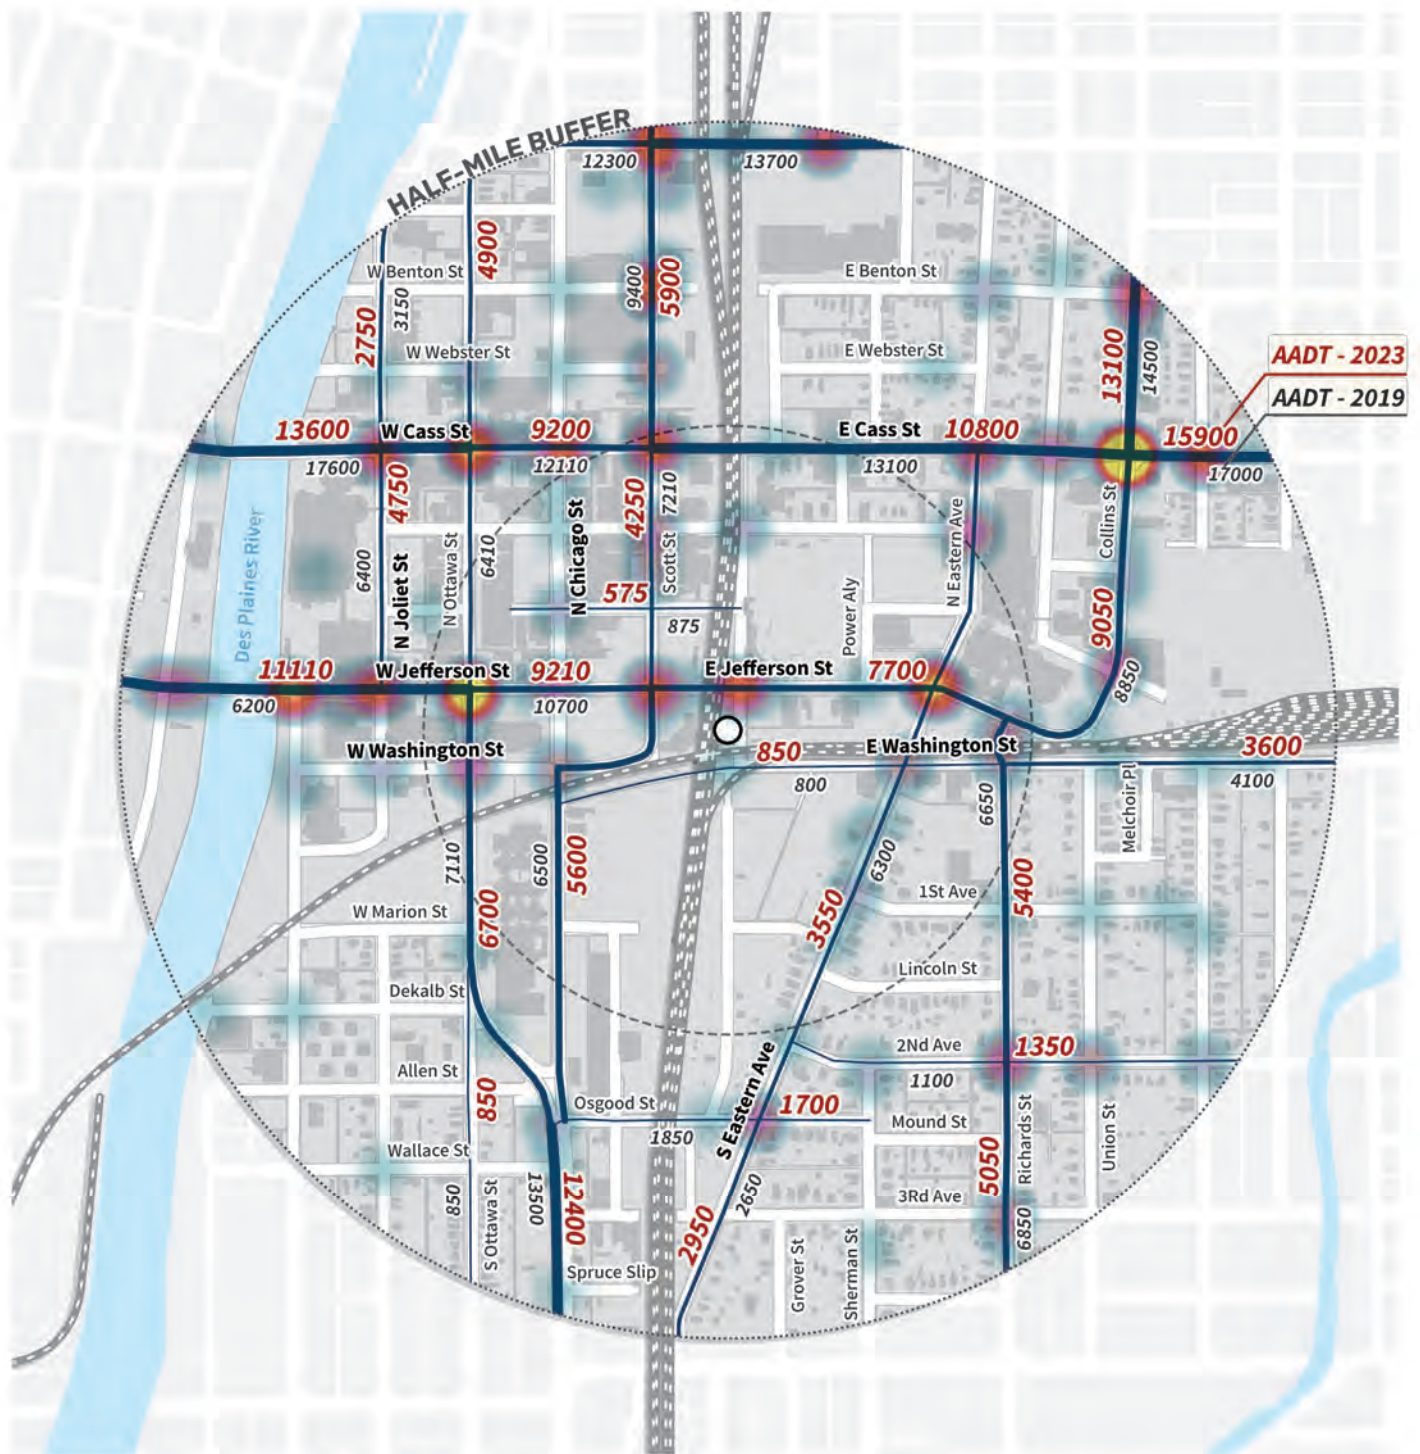 HALF-MILE BUFFER
12300
13700
4900
W Benton St
3150
2750
9400
5900
E Benton St
W Webster St
E Webster St
13100
14500
AADT - 2023
AADT - 2019
13600
W Cass St
9200
E Cass St
10800
15900
17600
12110
13100
17000
4750
6400
N Joliet St
N Ottawa St
6410
N Chicago St
4250
7210
Scott St
575
875
Power Aly
N Eastern Ave
Collins St
9050
8850
Des Plaines River
11110
W Jefferson St
9210
E Jefferson St
7700
6200
10700
W Washington St
850
E Washington St
3600
800
4100
6650
Melchoir Pl
7110
6500
5600
6300
1St Ave
5400
W Marion St
6700
3550
Lincoln St
Dekalb St
2Nd Ave
1350
1100
Allen St
850
Osgood St
1700
1850
Mound St
S Eastern Ave
Wallace St
3Rd Ave
5050
Richards St
Union St
850
S Ottawa St
13500
12400
2950
2650
6850
Spruce Slip
Grover St
Sherman St